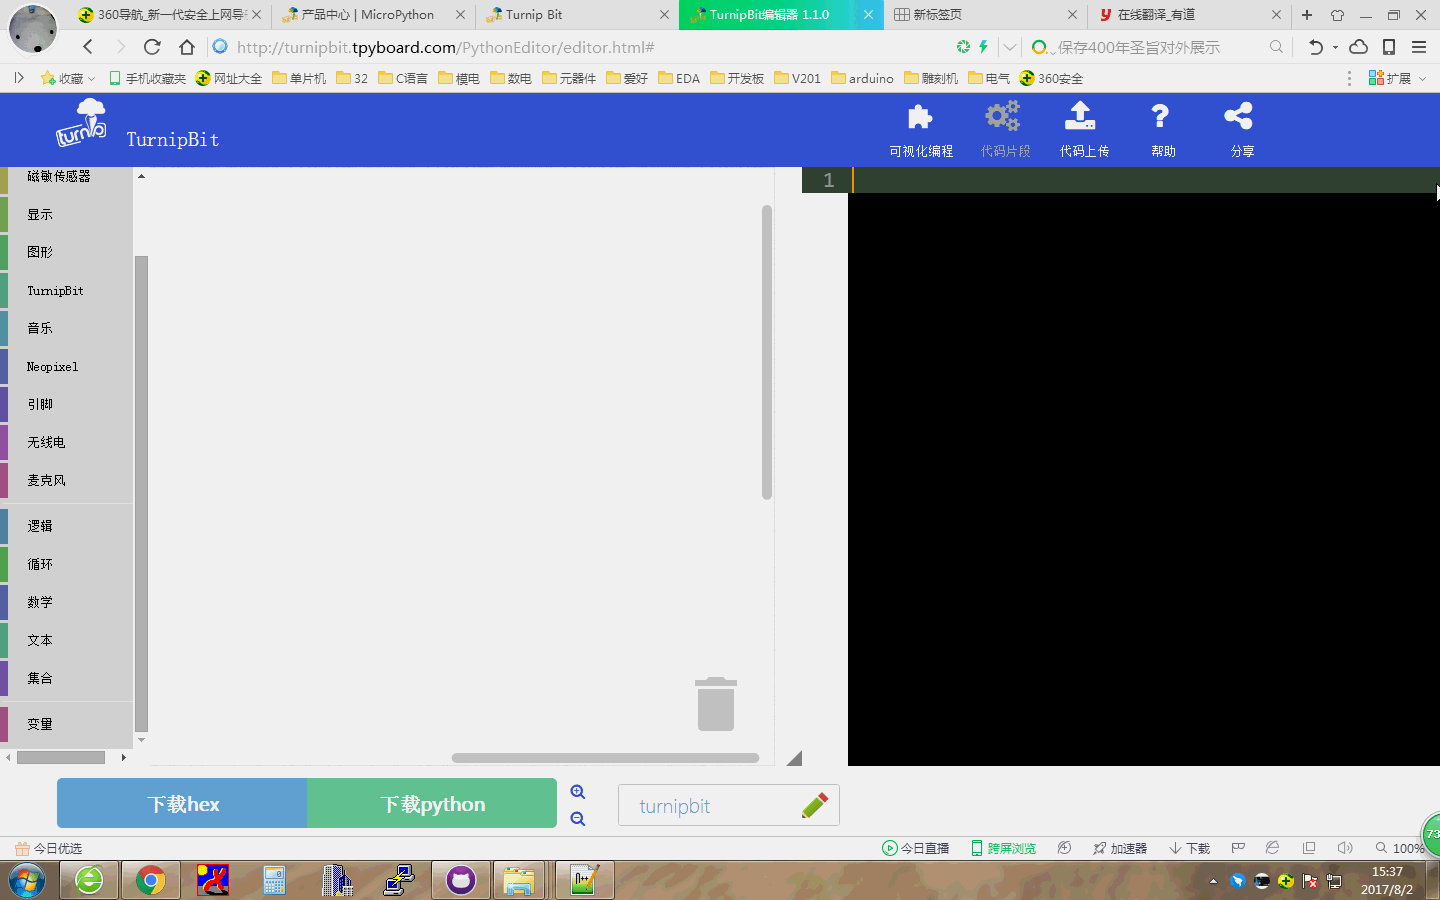 360导航_新一代安全上网导
产品中心 | MicroPython
Turnip Bit
TurnipBit编辑器 1.1.0
新标签页
在线翻译_有道
http://turnipbit.tpyboard.com/PythonEditor/editor.html#
保存400年圣旨对外展示
收藏 手机收藏夹 网址大全 单片机 32 C语言 模电 数电 元器件 爱好 EDA 开发板 V201 arduino 雕刻机 电气 360安全 扩展
turnip
TurnipBit
可视化编程 代码片段 代码上传 帮助 分享
磁敏传感器
显示
图形
TurnipBit
音乐
Neopixel
引脚
无线电
麦克风
逻辑
循环
数学
文本
集合
变量
1
下载hex 下载python turnipbit
73
今日优选 今日直播 跨屏浏览 加速器 下载 100%
15:37
2017/8/2